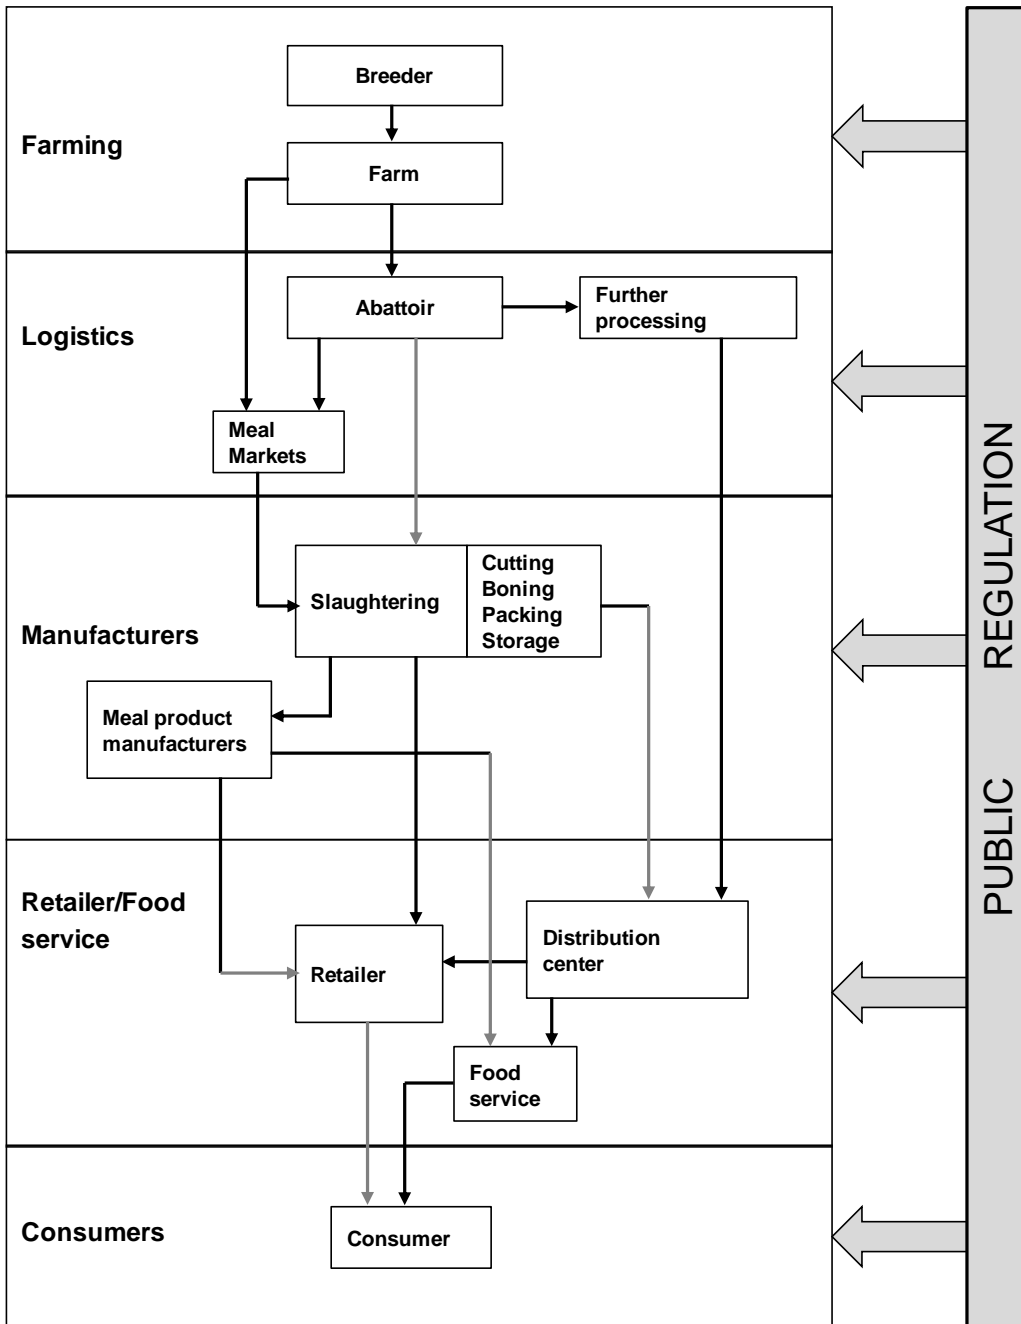 Breeder
Farming
Farm
Abattoir
Further
processing
Logistics
Meal
Markets
Slaughtering
Cutting
Boning
Packing
Storage
Manufacturers
Meal product
manufacturers
Retailer/Food
service
Retailer
Distribution
center
Food
service
Consumers
Consumer
PUBLIC REGULATION